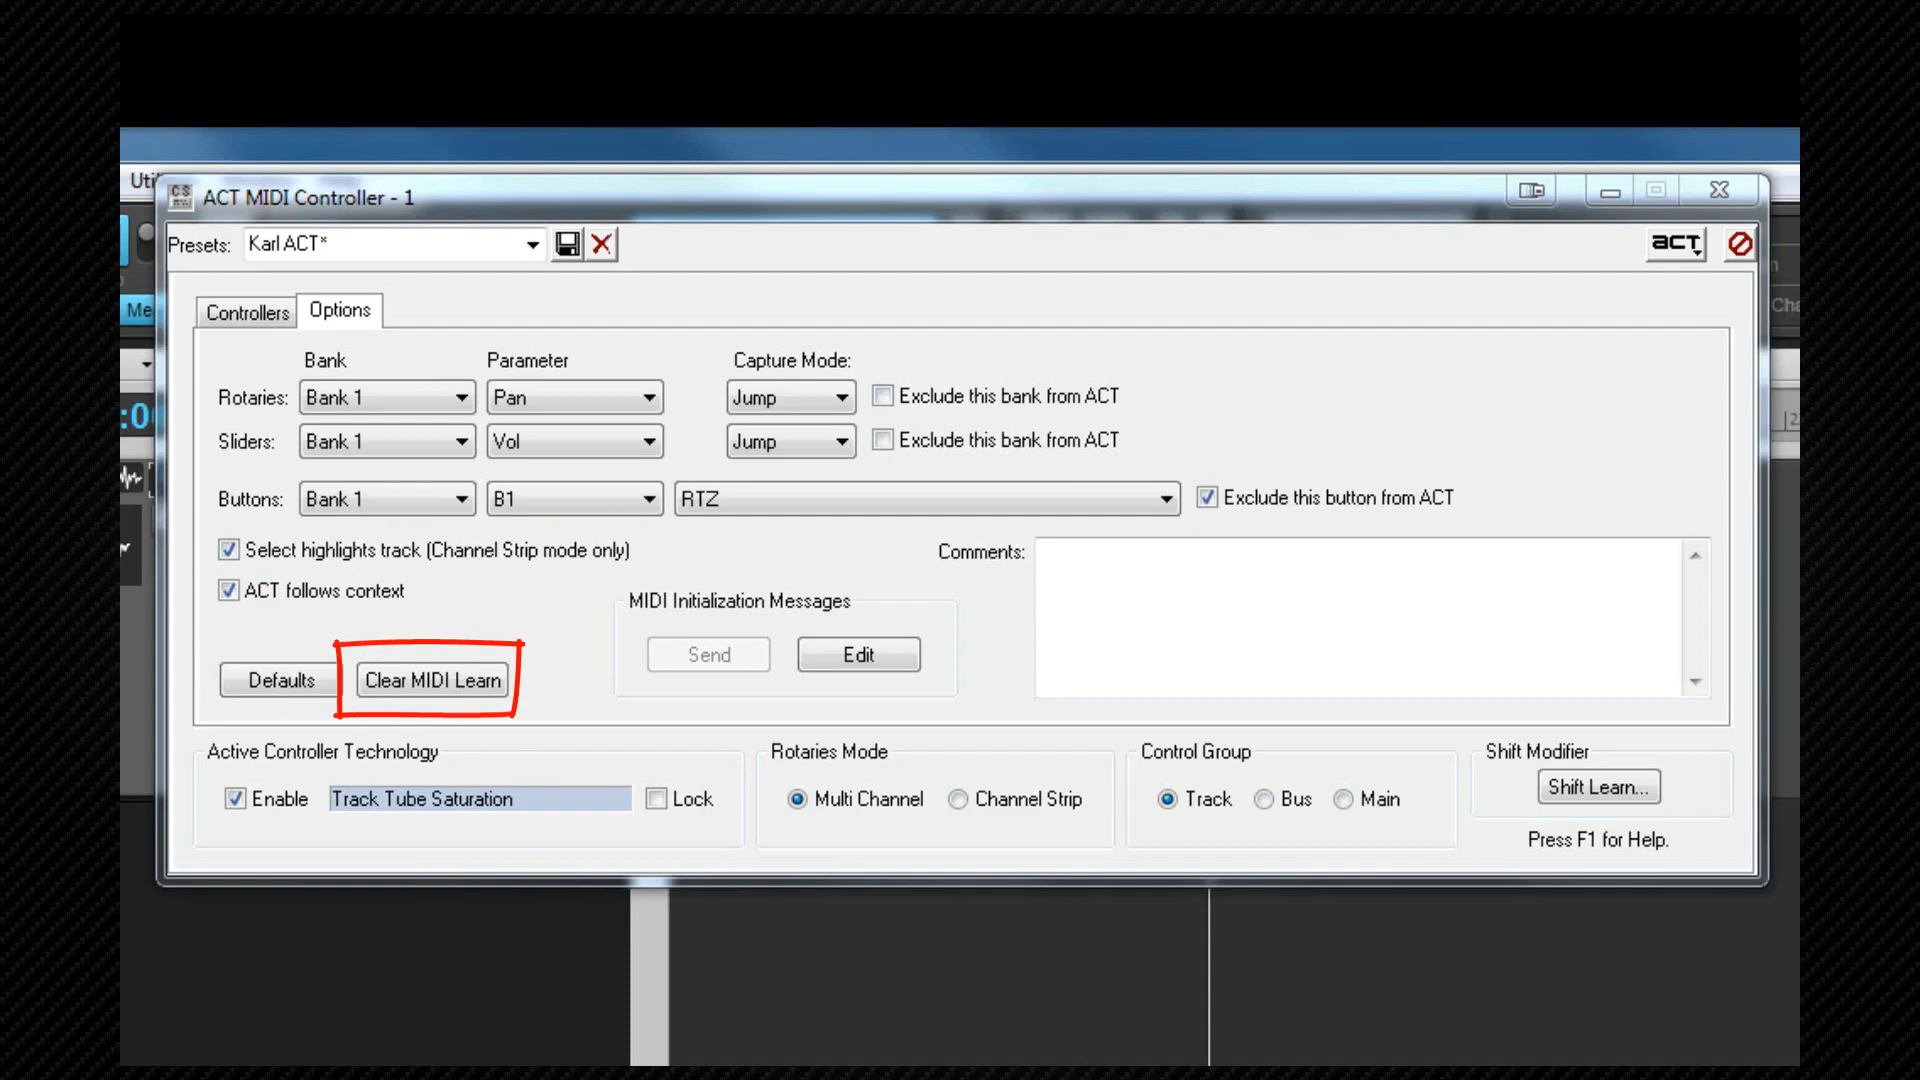 Uti
ACT MIDI Controller - 1
Presets: Karl ACT*
ACT
Me
Cha
Controllers Options
Bank Parameter Capture Mode:
Rotaries: Bank 1 Pan Jump Exclude this bank from ACT
Sliders: Bank 1 Vol Jump Exclude this bank from ACT
Buttons: Bank 1 B1 RTZ Exclude this button from ACT
Select highlights track (Channel Strip mode only)
Comments:
ACT follows context
MIDI Initialization Messages
Send Edit
Defaults Clear MIDI Learn
Active Controller Technology Rotaries Mode Control Group Shift Modifier
Enable Track Tube Saturation Lock Multi Channel Channel Strip Track Bus Main Shift Learn...
Press F1 for Help.